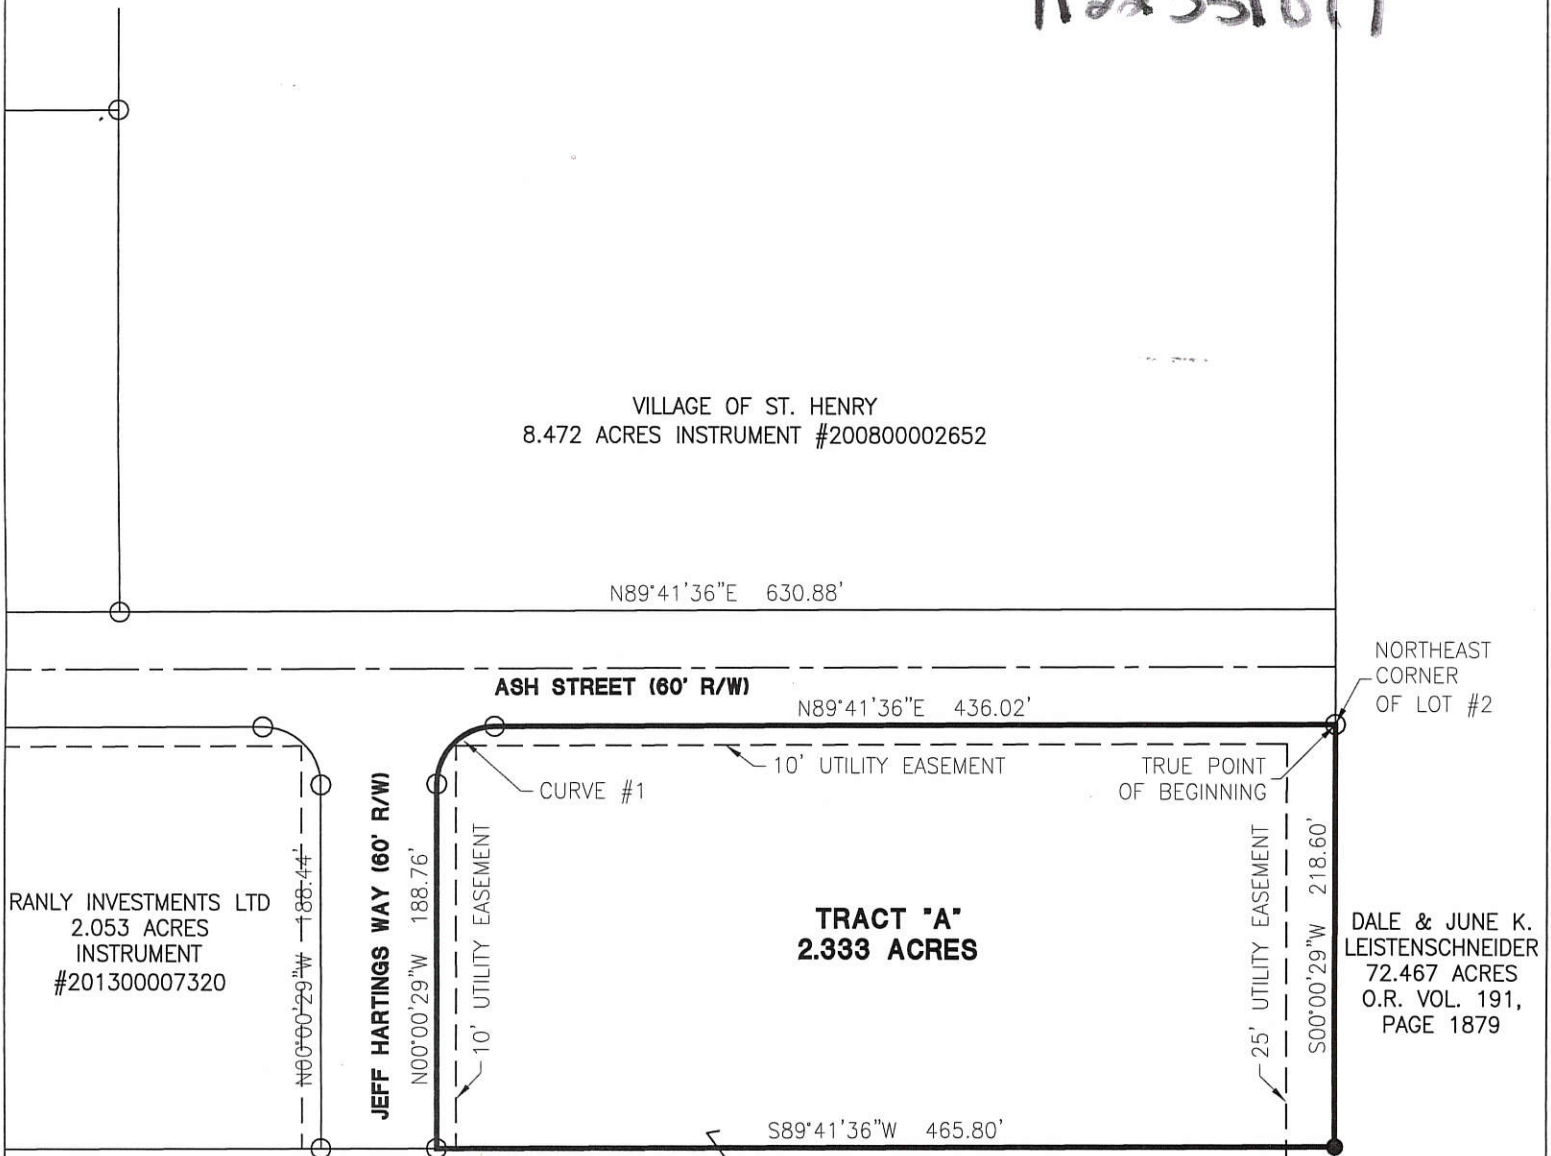 VILLAGE OF ST. HENRY
8.472 ACRES INSTRUMENT #200800002652
N89°41'36"E 630.88'
NORTHEAST
CORNER
OF LOT #2
ASH STREET (60' R/W)
N89°41'36"E 436.02'
10' UTILITY EASEMENT
TRUE POINT
OF BEGINNING
CURVE #1
RANLY INVESTMENTS LTD
2.053 ACRES
INSTRUMENT
#201300007320
N00°00'29"W 188.44'
JEFF HARTINGS WAY (60' R/W)
N00°00'29"W 188.76'
10' UTILITY EASEMENT
TRACT "A"
2.333 ACRES
25' UTILITY EASEMENT
S00°00'29"W 218.60'
DALE & JUNE K.
LEISTENSCHNEIDER
72.467 ACRES
O.R. VOL. 191,
PAGE 1879
S89°41'36"W 465.80'